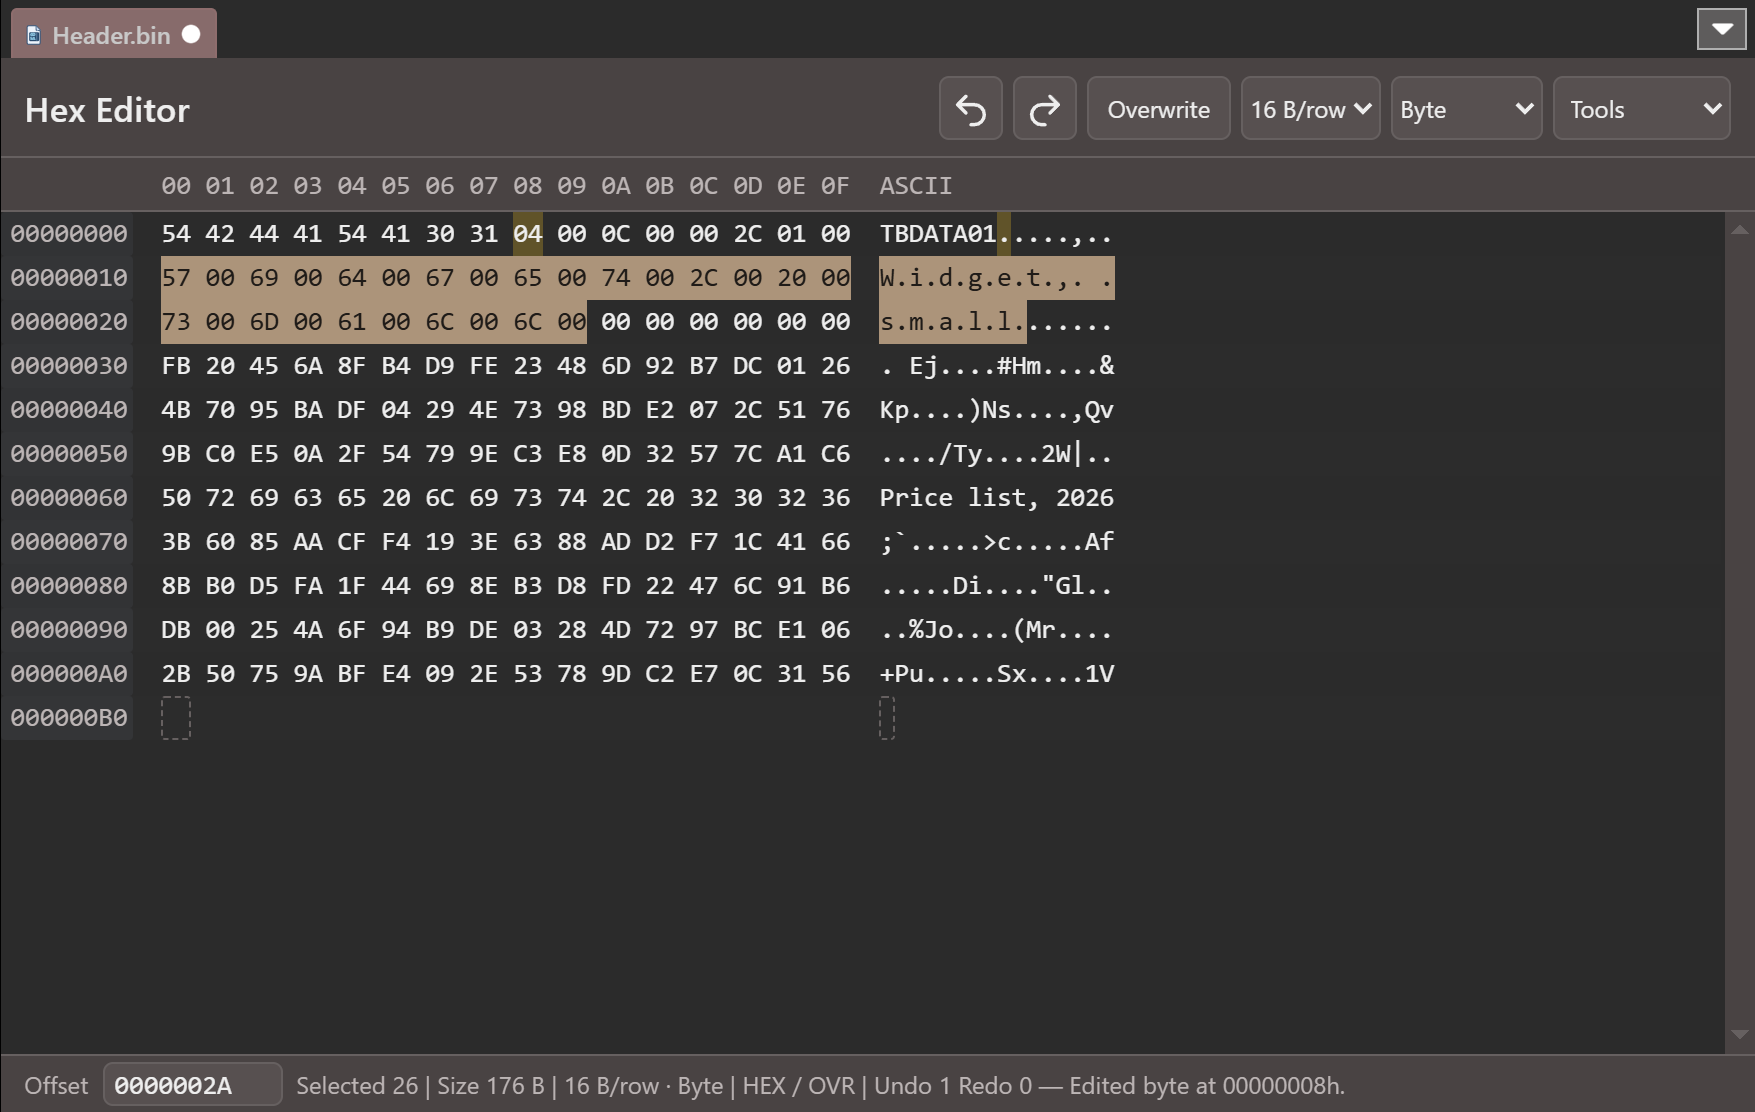 Header.bin
Hex Editor
Overwrite
16 B/row
Byte
Tools
00 01 02 03 04 05 06 07 08 09 0A 0B 0C 0D 0E 0F ASCII
00000000 54 42 44 41 54 41 30 31 04 00 0C 00 00 2C 01 00 TBDATA01.....,..
00000010 57 00 69 00 64 00 67 00 65 00 74 00 2C 00 20 00 W.i.d.g.e.t.,. .
00000020 73 00 6D 00 61 00 6C 00 6C 00 00 00 00 00 00 00 s.m.a.l.l.......
00000030 FB 20 45 6A 8F B4 D9 FE 23 48 6D 92 B7 DC 01 26 . Ej....#Hm....&
00000040 4B 70 95 BA DF 04 29 4E 73 98 BD E2 07 2C 51 76 Kp....)Ns....,Qv
00000050 9B C0 E5 0A 2F 54 79 9E C3 E8 0D 32 57 7C A1 C6 ..../Ty....2W|..
00000060 50 72 69 63 65 20 6C 69 73 74 2C 20 32 30 32 36 Price list, 2026
00000070 3B 60 85 AA CF F4 19 3E 63 88 AD D2 F7 1C 41 66 ;`.....>c.....Af
00000080 8B B0 D5 FA 1F 44 69 8E B3 D8 FD 22 47 6C 91 B6 .....Di...."Gl..
00000090 DB 00 25 4A 6F 94 B9 DE 03 28 4D 72 97 BC E1 06 ..%Jo....(Mr....
000000A0 2B 50 75 9A BF E4 09 2E 53 78 9D C2 E7 0C 31 56 +Pu.....Sx....1V
000000B0
Offset 0000002A Selected 26 | Size 176 B | 16 B/row · Byte | HEX / OVR | Undo 1 Redo 0 — Edited byte at 00000008h.